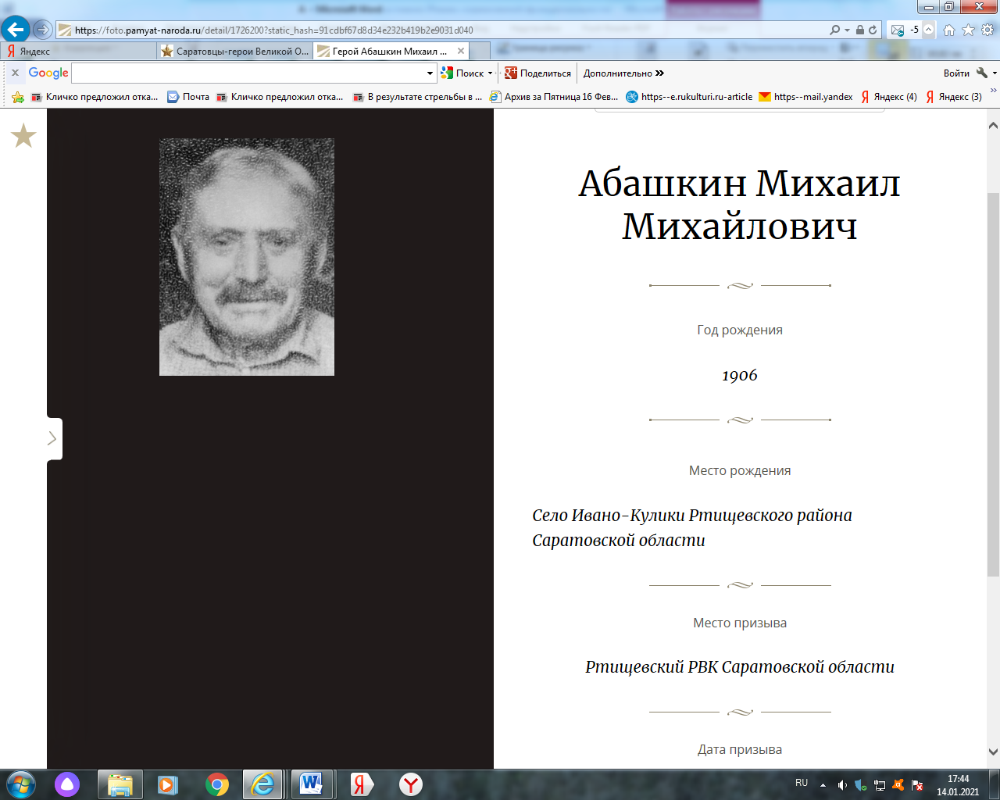 https://foto.pamyat-naroda.ru/detail/1726200?static_hash=91cdbf67d8d34e232b419b2e9031d040
-5
Яндекс
Саратовцы-герои Великой О...
Герой Абашкин Михаил ...
Google
Поиск
Поделиться
Дополнительно
Войти
Кличко предложил отка...
Почта
Кличко предложил отка...
В результате стрельбы в ...
Архив за Пятница 16 Фев...
https--e.rukulturi.ru-article
https--mail.yandex
Яндекс (4)
Яндекс (3)
Абашкин Михаил
Михайлович
Год рождения
1906
Место рождения
Село Ивано-Кулики Ртищевского района
Саратовской области
Место призыва
Ртищевский РВК Саратовской области
Дата призыва
RU
17:44
14.01.2021